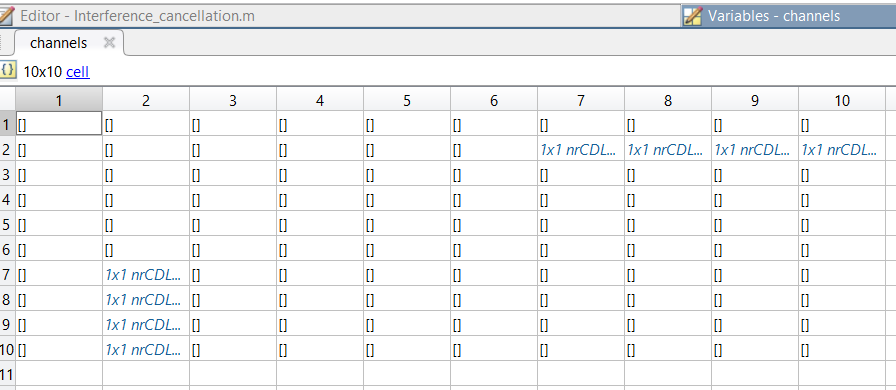 Editor - Interference_cancellation.m Variables - channels
channels
{} 10x10 cell
1 2 3 4 5 6 7 8 9 10
1 [] [] [] [] [] [] [] [] [] []
2 [] [] [] [] [] [] 1x1 nrCDL... 1x1 nrCDL... 1x1 nrCDL... 1x1 nrCDL...
3 [] [] [] [] [] [] [] [] [] []
4 [] [] [] [] [] [] [] [] [] []
5 [] [] [] [] [] [] [] [] [] []
6 [] [] [] [] [] [] [] [] [] []
7 [] 1x1 nrCDL... [] [] [] [] [] [] [] []
8 [] 1x1 nrCDL... [] [] [] [] [] [] [] []
9 [] 1x1 nrCDL... [] [] [] [] [] [] [] []
10 [] 1x1 nrCDL... [] [] [] [] [] [] [] []
11